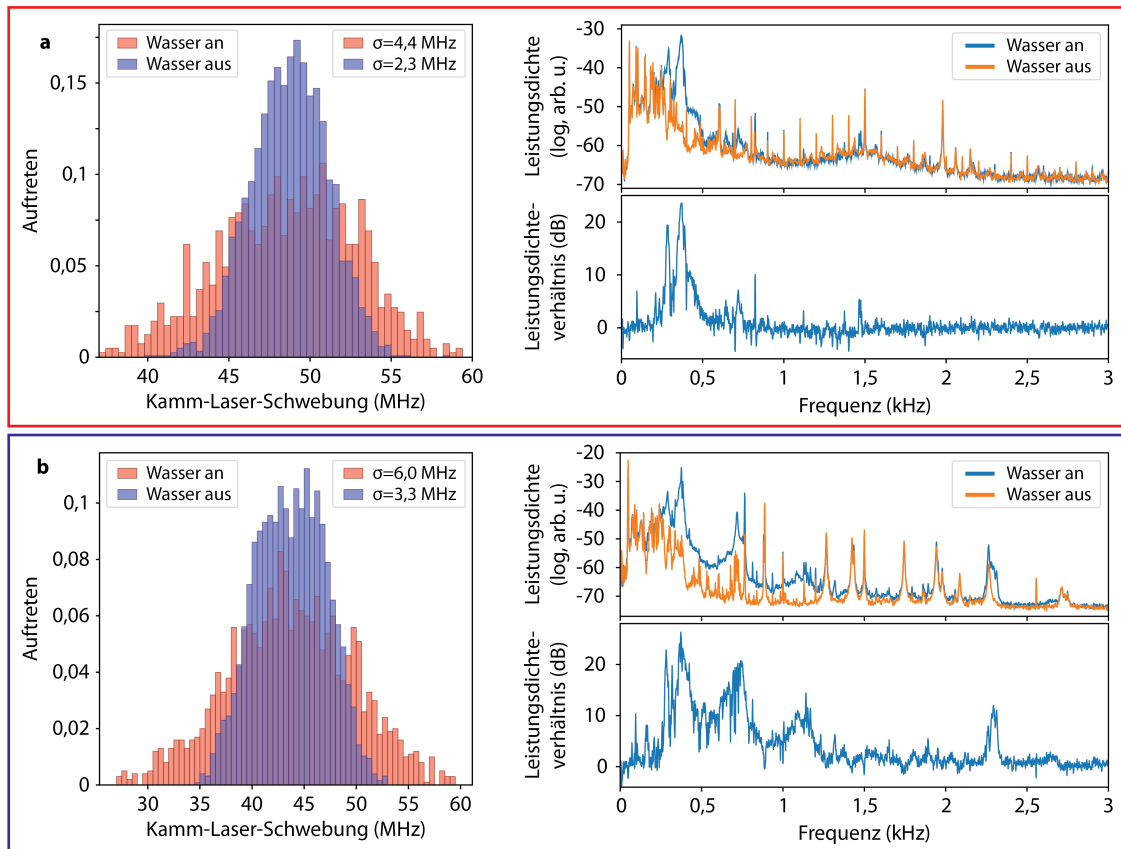 a
Wasser an
Wasser aus
σ=4,4 MHz
σ=2,3 MHz
Auftreten
0,15
0,1
0,05
0
40
45
50
55
60
Kamm-Laser-Schwebung (MHz)
Leistungsdichte
(log, arb. u.)
-30
-40
-50
-60
-70
Wasser an
Wasser aus
Leistungsdichte-
verhältnis (dB)
20
10
0
0
0,5
1
1,5
2
2,5
3
Frequenz (kHz)
b
Wasser an
Wasser aus
σ=6,0 MHz
σ=3,3 MHz
Auftreten
0,1
0,08
0,06
0,04
0,02
0
30
35
40
45
50
55
60
Kamm-Laser-Schwebung (MHz)
Leistungsdichte
(log, arb. u.)
-20
-30
-40
-50
-60
-70
Wasser an
Wasser aus
Leistungsdichte-
verhältnis (dB)
20
10
0
0
0,5
1
1,5
2
2,5
3
Frequenz (kHz)